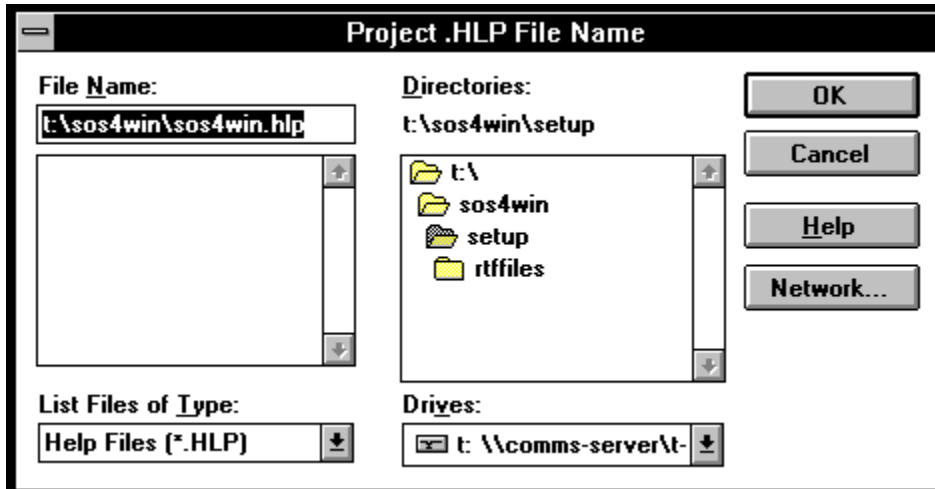 Project .HLP File Name
File Name:
t:\sos4win\sos4win.hlp
Directories:
t:\sos4win\setup
t:\
sos4win
setup
rtffiles
OK
Cancel
Help
Network...
List Files of Type:
Help Files (*.HLP)
Drives:
t: \\comms-server\t-